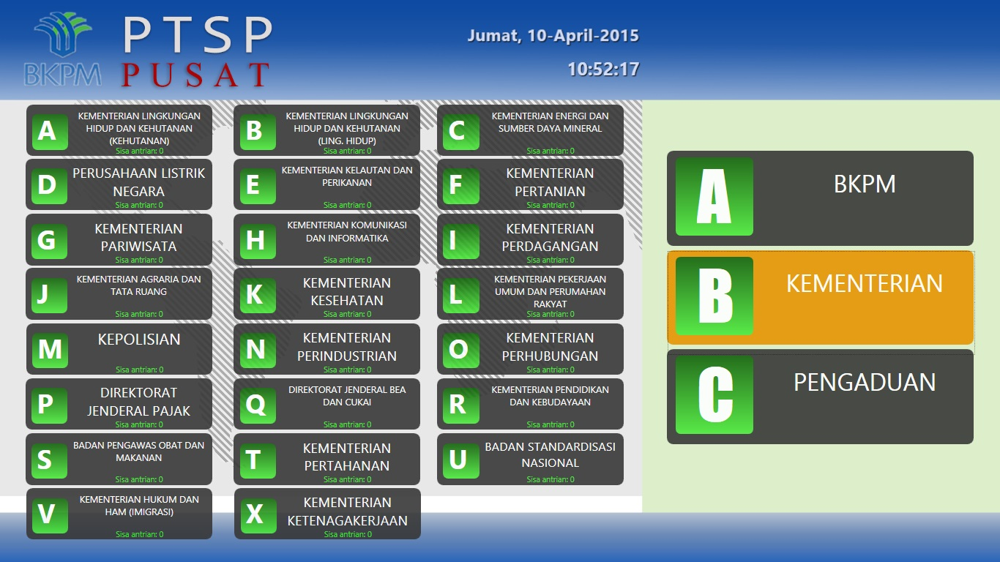 BKPM
PTSP
PUSAT
Jumat, 10-April-2015
10:52:17
A
KEMENTERIAN LINGKUNGAN
HIDUP DAN KEHUTANAN
(KEHUTANAN)
Sisa antrian: 0
B
KEMENTERIAN LINGKUNGAN
HIDUP DAN KEHUTANAN
(LING. HIDUP)
Sisa antrian: 0
C
KEMENTERIAN ENERGI DAN
SUMBER DAYA MINERAL
Sisa antrian: 0
D
PERUSAHAAN LISTRIK
NEGARA
Sisa antrian: 0
E
KEMENTERIAN KELAUTAN DAN
PERIKANAN
Sisa antrian: 0
F
KEMENTERIAN
PERTANIAN
Sisa antrian: 0
G
KEMENTERIAN
PARIWISATA
Sisa antrian: 0
H
KEMENTERIAN KOMUNIKASI
DAN INFORMATIKA
Sisa antrian: 0
I
KEMENTERIAN
PERDAGANGAN
Sisa antrian: 0
J
KEMENTERIAN AGRARIA DAN
TATA RUANG
Sisa antrian: 0
K
KEMENTERIAN
KESEHATAN
Sisa antrian: 0
L
KEMENTERIAN PEKERJAAN
UMUM DAN PERUMAHAN
RAKYAT
Sisa antrian: 0
M
KEPOLISIAN
Sisa antrian: 0
N
KEMENTERIAN
PERINDUSTRIAN
Sisa antrian: 0
O
KEMENTERIAN
PERHUBUNGAN
Sisa antrian: 0
P
DIREKTORAT
JENDERAL PAJAK
Sisa antrian: 0
Q
DIREKTORAT JENDERAL BEA
DAN CUKAI
Sisa antrian: 0
R
KEMENTERIAN PENDIDIKAN
DAN KEBUDAYAAN
Sisa antrian: 0
S
BADAN PENGAWAS OBAT DAN
MAKANAN
Sisa antrian: 0
T
KEMENTERIAN
PERTAHANAN
Sisa antrian: 0
U
BADAN STANDARDISASI
NASIONAL
Sisa antrian: 0
V
KEMENTERIAN HUKUM DAN
HAM (IMIGRASI)
Sisa antrian: 0
X
KEMENTERIAN
KETENAGAKERJAAN
Sisa antrian: 0
A
BKPM
B
KEMENTERIAN
C
PENGADUAN